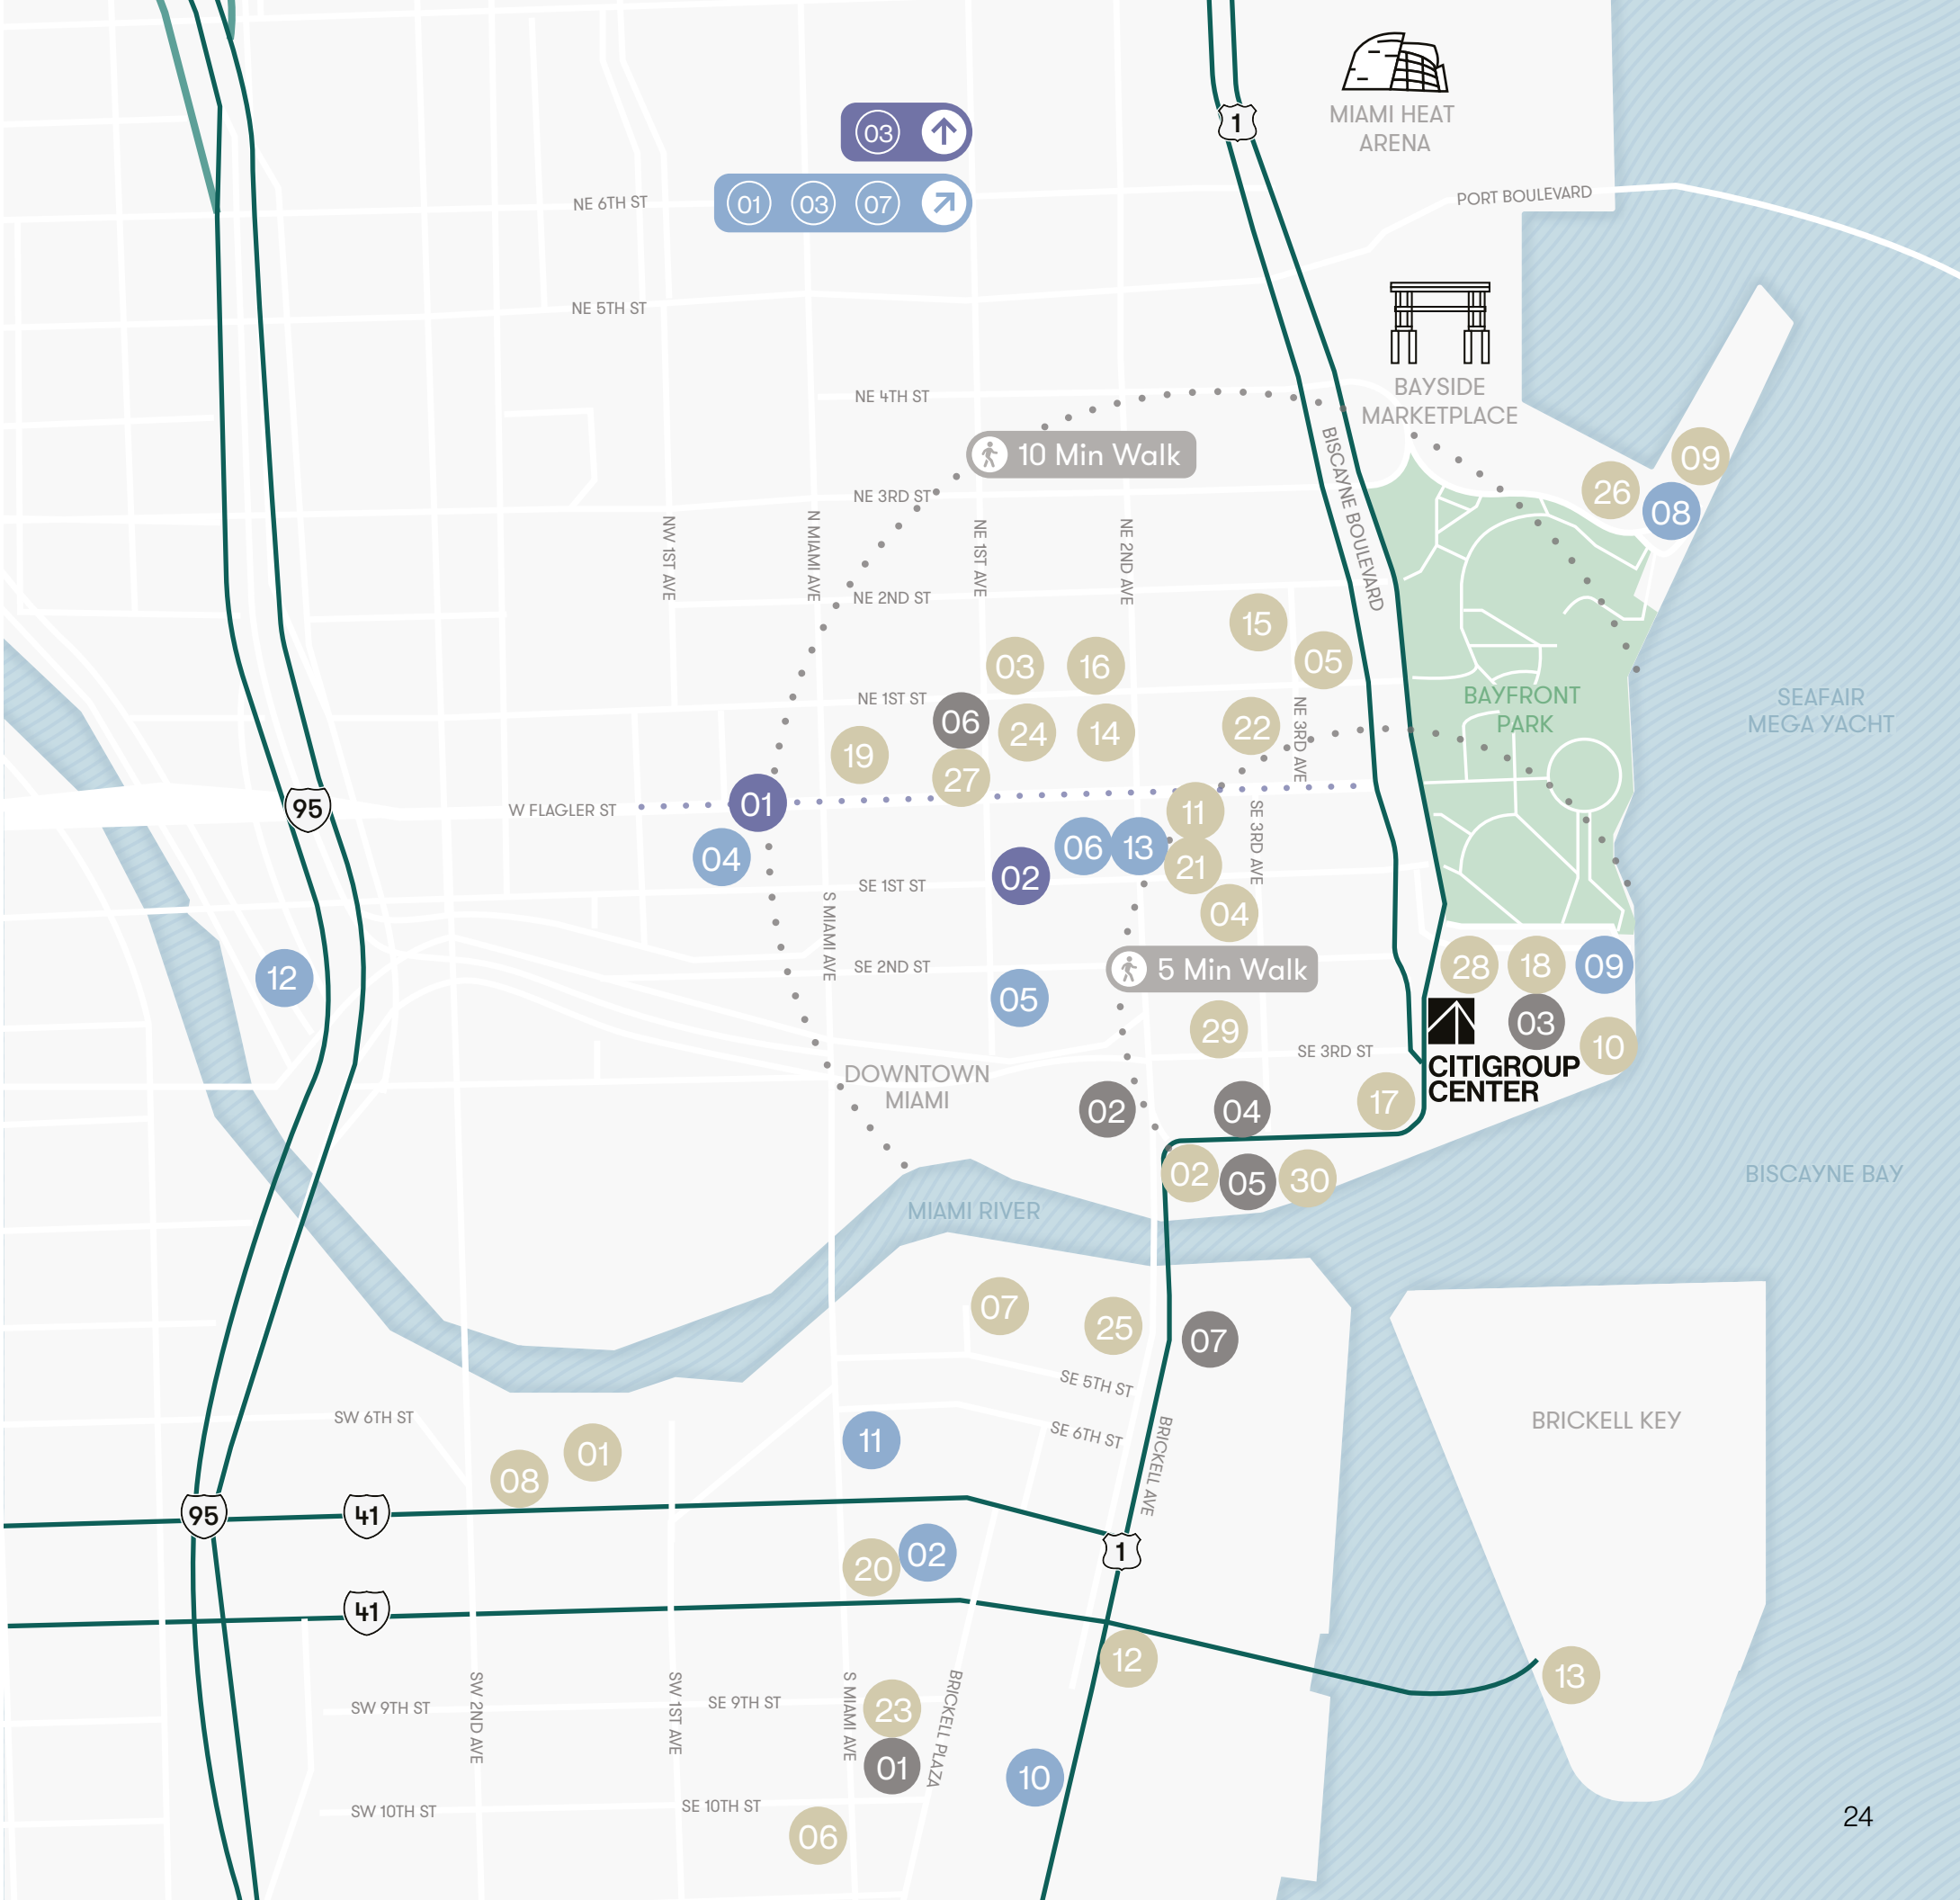 03
1
MIAMI HEAT
ARENA
01 03 07
NE 6TH ST
PORT BOULEVARD
NE 5TH ST
BAYSIDE
MARKETPLACE
NE 4TH ST
10 Min Walk
BISCAYNE BOULEVARD
09
26
08
NE 3RD ST
NW 1ST AVE
N MIAMI AVE
NE 1ST AVE
NE 2ND AVE
NE 2ND ST
15
03
16
05
NE 1ST ST
BAYFRONT
PARK
SEAFAIR
MEGA YACHT
06
24
14
22
NE 3RD AVE
19
27
95
W FLAGLER ST
01
11
04
06
13
21
SE 3RD AVE
02
SE 1ST ST
04
S MIAMI AVE
12
SE 2ND ST
5 Min Walk
28
18
09
05
29
03
10
SE 3RD ST
CITIGROUP
CENTER
DOWNTOWN
MIAMI
02
04
17
02
05
30
BISCAYNE BAY
MIAMI RIVER
07
25
07
SE 5TH ST
SW 6TH ST
01
11
SE 6TH ST
BRICKELL AVE
BRICKELL KEY
08
95
41
20
02
1
41
12
13
SW 9TH ST
SW 2ND AVE
SW 1ST AVE
SE 9TH ST
S MIAMI AVE
23
BRICKELL PLAZA
01
10
SW 10TH ST
SE 10TH ST
06
24